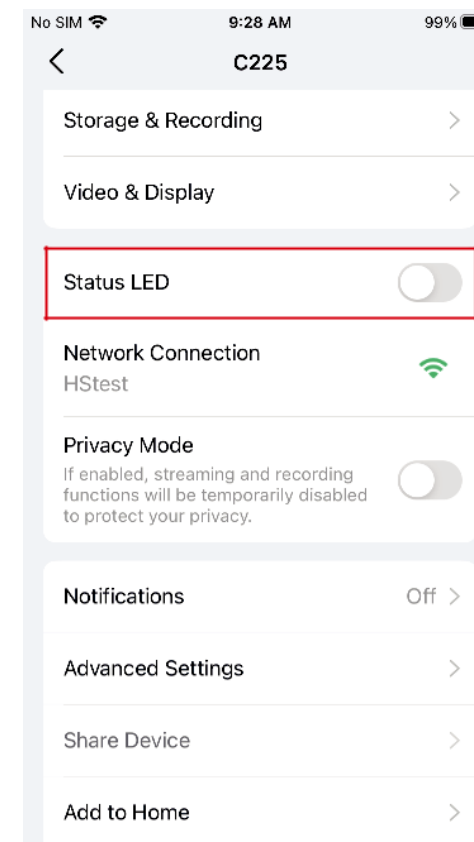 No SIM 9:28 AM 99%
C225
Storage & Recording
Video & Display
Status LED
Network Connection
HStest
Privacy Mode
If enabled, streaming and recording
functions will be temporarily disabled
to protect your privacy.
Notifications Off
Advanced Settings
Share Device
Add to Home